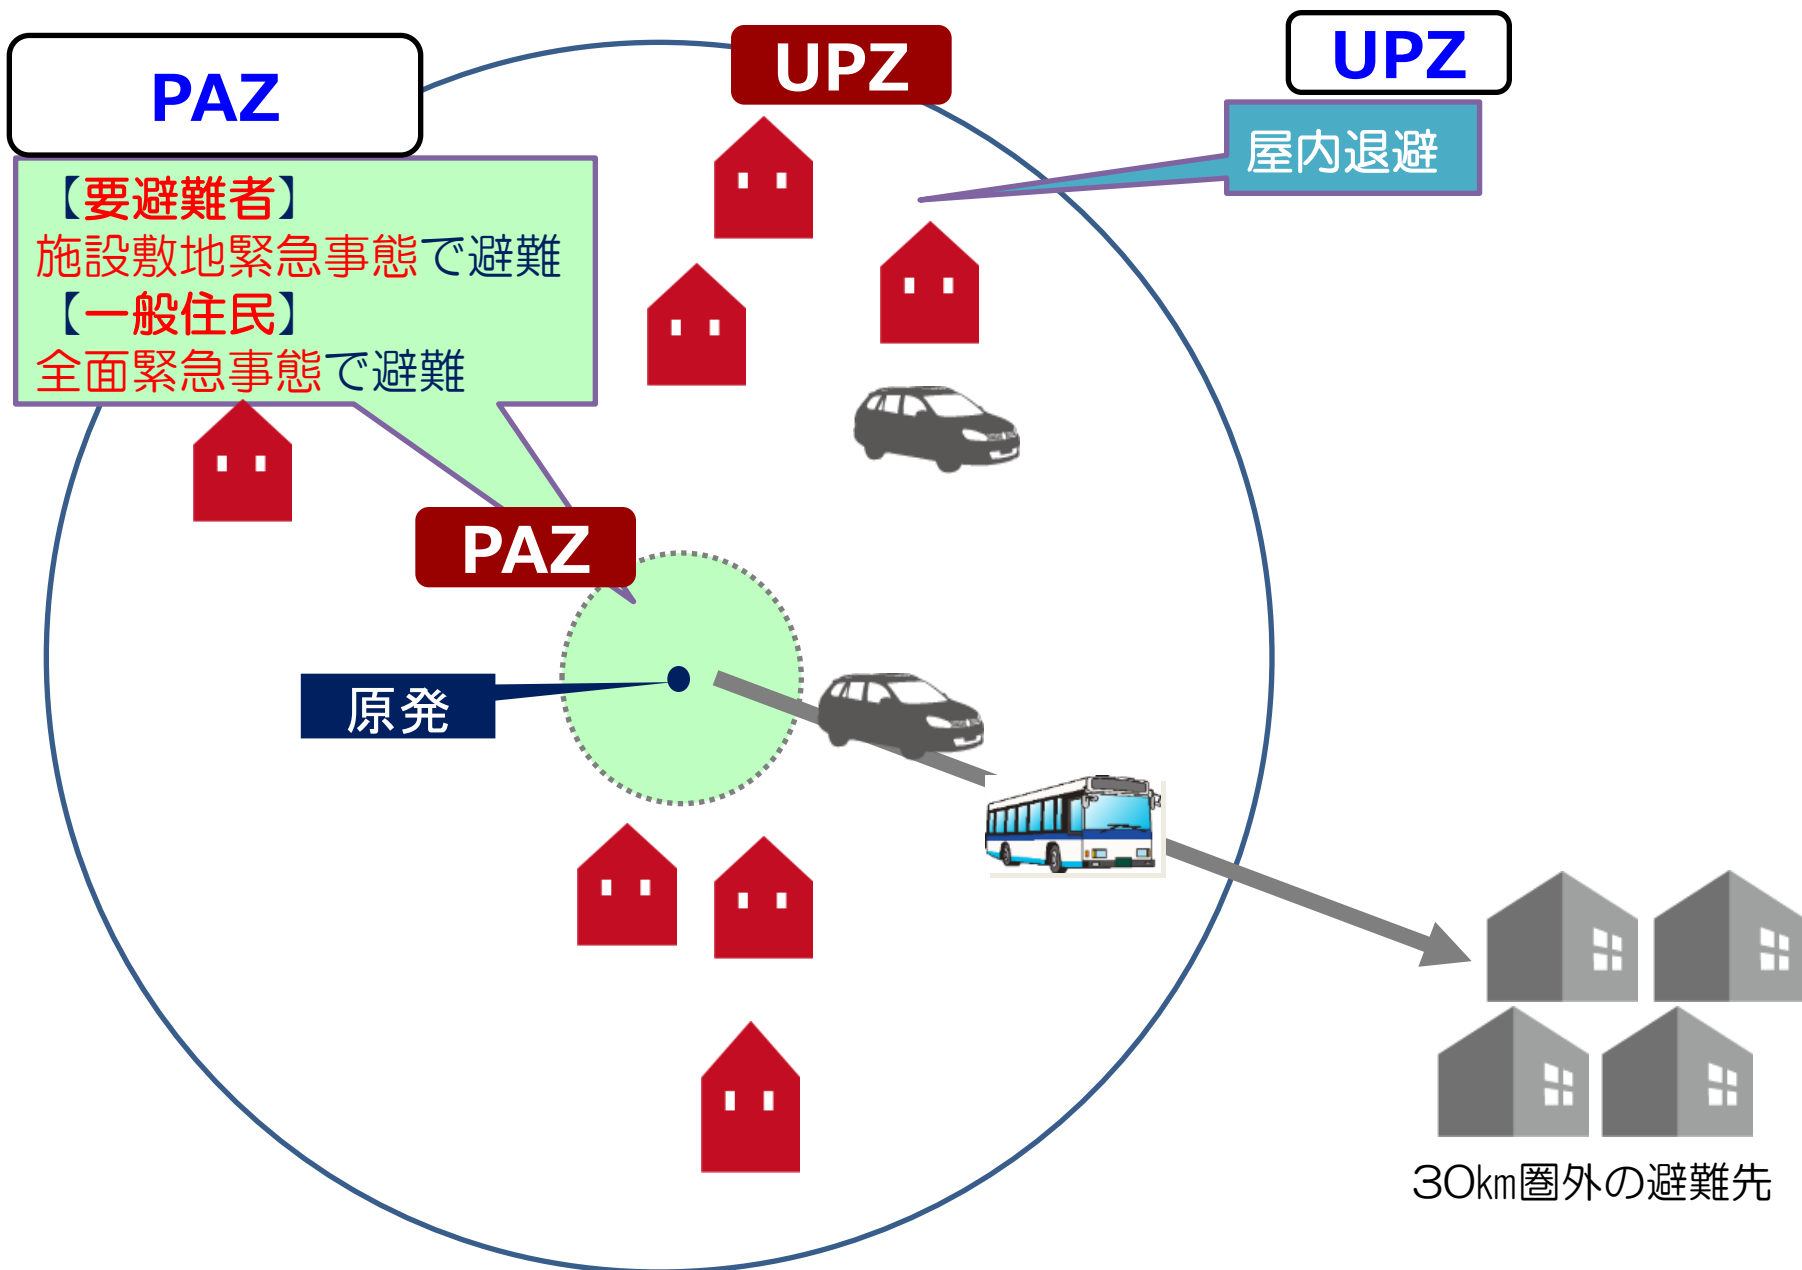 PAZ
【要避難者】
施設敷地緊急事態で避難
【一般住民】
全面緊急事態で避難
UPZ
UPZ
屋内退避
PAZ
原発
30km圏外の避難先